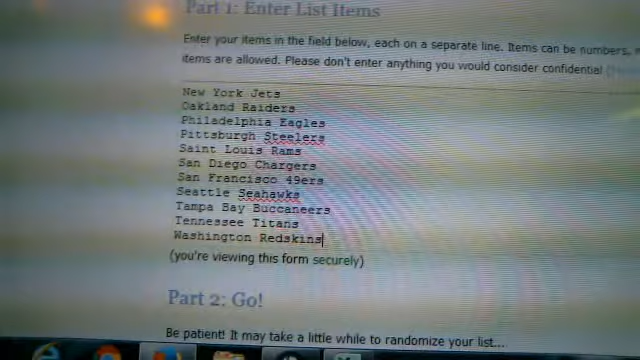 Part 1: Enter List Items
Enter your items in the field below, each on a separate line. Items can be numbers,
items are allowed. Please don't enter anything you would consider confidential
New York Jets
Oakland Raiders
Philadelphia Eagles
Pittsburgh Steelers
Saint Louis Rams
San Diego Chargers
San Francisco 49ers
Seattle Seahawks
Tampa Bay Buccaneers
Tennessee Titans
Washington Redskins
(you're viewing this form securely)
Part 2: Go!
Be patient! It may take a little while to randomize your list...